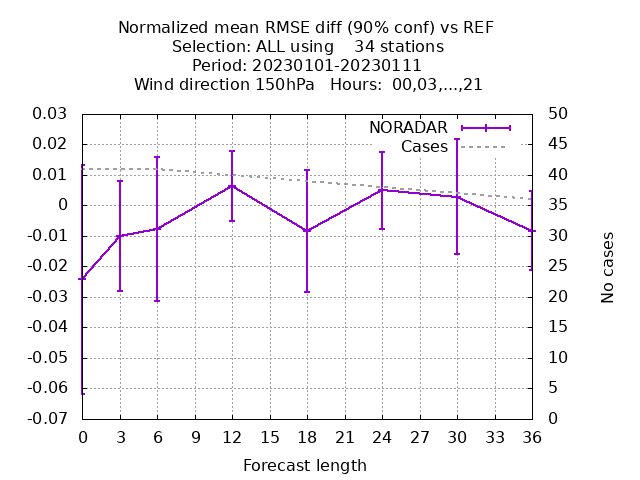 Normalized mean RMSE diff (90% conf) vs REF
Selection: ALL using    34 stations
Period: 20230101-20230111
Wind direction 150hPa   Hours:  00,03,...,21
NORADAR
Cases
0.03
0.02
0.01
0
-0.01
-0.02
-0.03
-0.04
-0.05
-0.06
-0.07
50
45
40
35
30
25
20
15
10
5
0
No cases
0 3 6 9 12 15 18 21 24 27 30 33 36
Forecast length